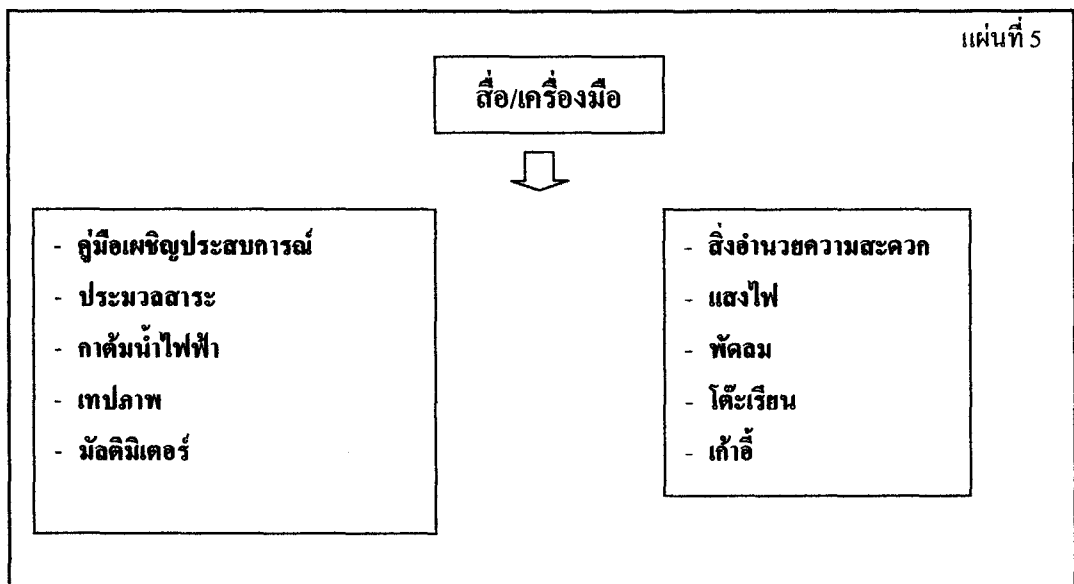 แผ่นที่ 5
สื่อ/เครื่องมือ
- คู่มือเผชิญประสบการณ์
- ประมวลสาระ
- กาต้มน้ำไฟฟ้า
- เทปภาพ
- มัลติมิเตอร์
- สิ่งอำนวยความสะดวก
- แสงไฟ
- พัดลม
- โต๊ะเรียน
- เก้าอี้